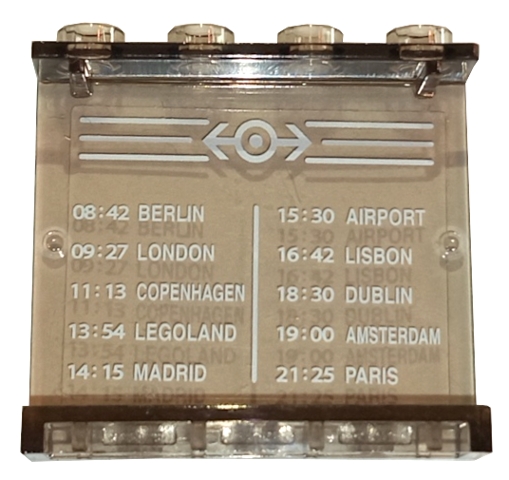 08:42 BERLIN
09:27 LONDON
11:13 COPENHAGEN
13:54 LEGOLAND
14:15 MADRID
15:30 AIRPORT
16:42 LISBON
18:30 DUBLIN
19:00 AMSTERDAM
21:25 PARIS